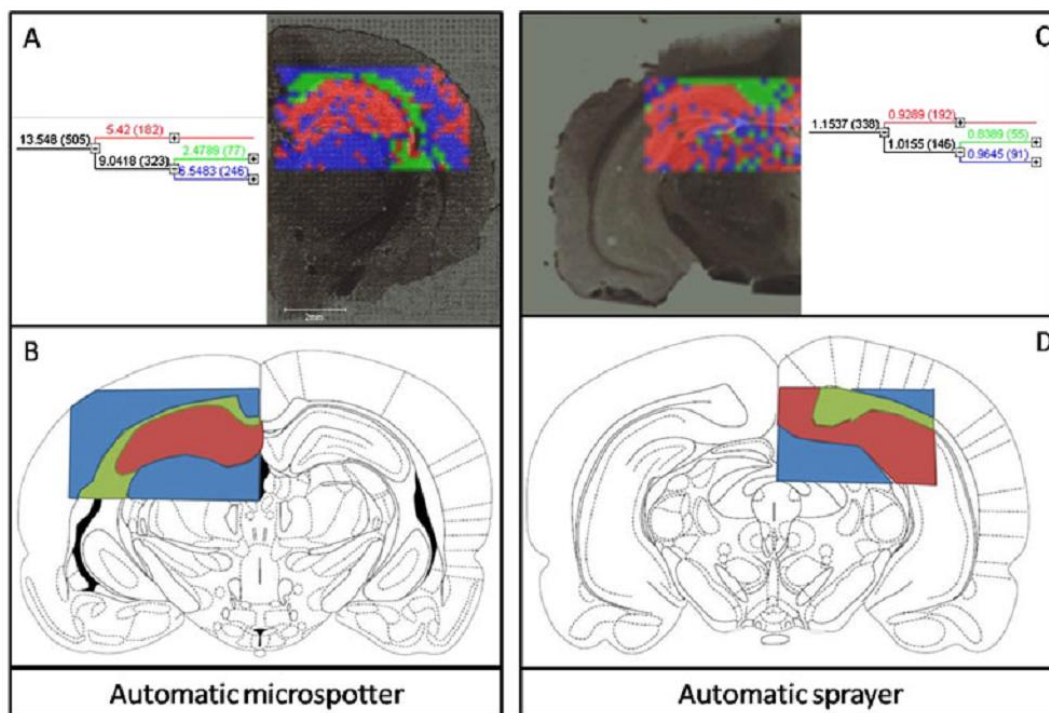 A
5.42 (182)
13.548 (505)
2.4789 (77)
9.0418 (323)
6.5483 (246)
2mm
C
0.9289 (192)
1.1537 (338)
0.8389 (55)
1.0155 (146)
0.9645 (91)
B
D
Automatic microspotter
Automatic sprayer